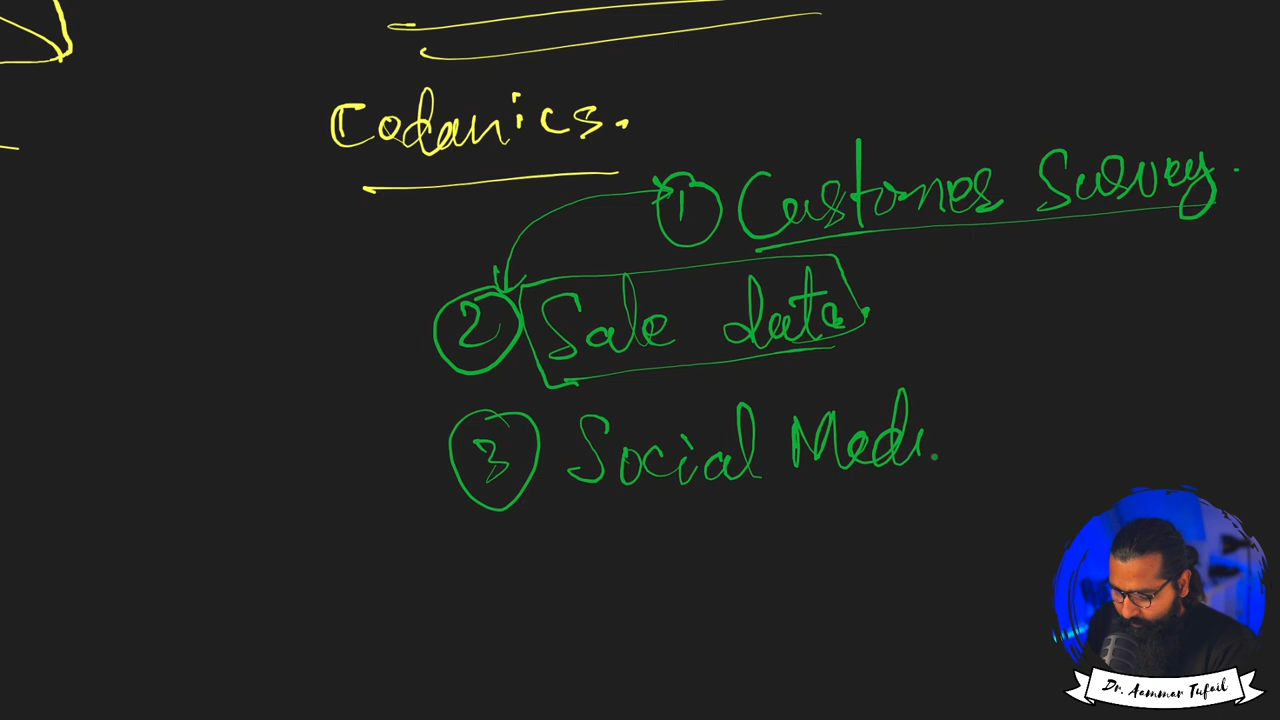 Codanics.
① Customer Survey.
② Sale data.
③ Social Medi
Dr. Aammar Tufail